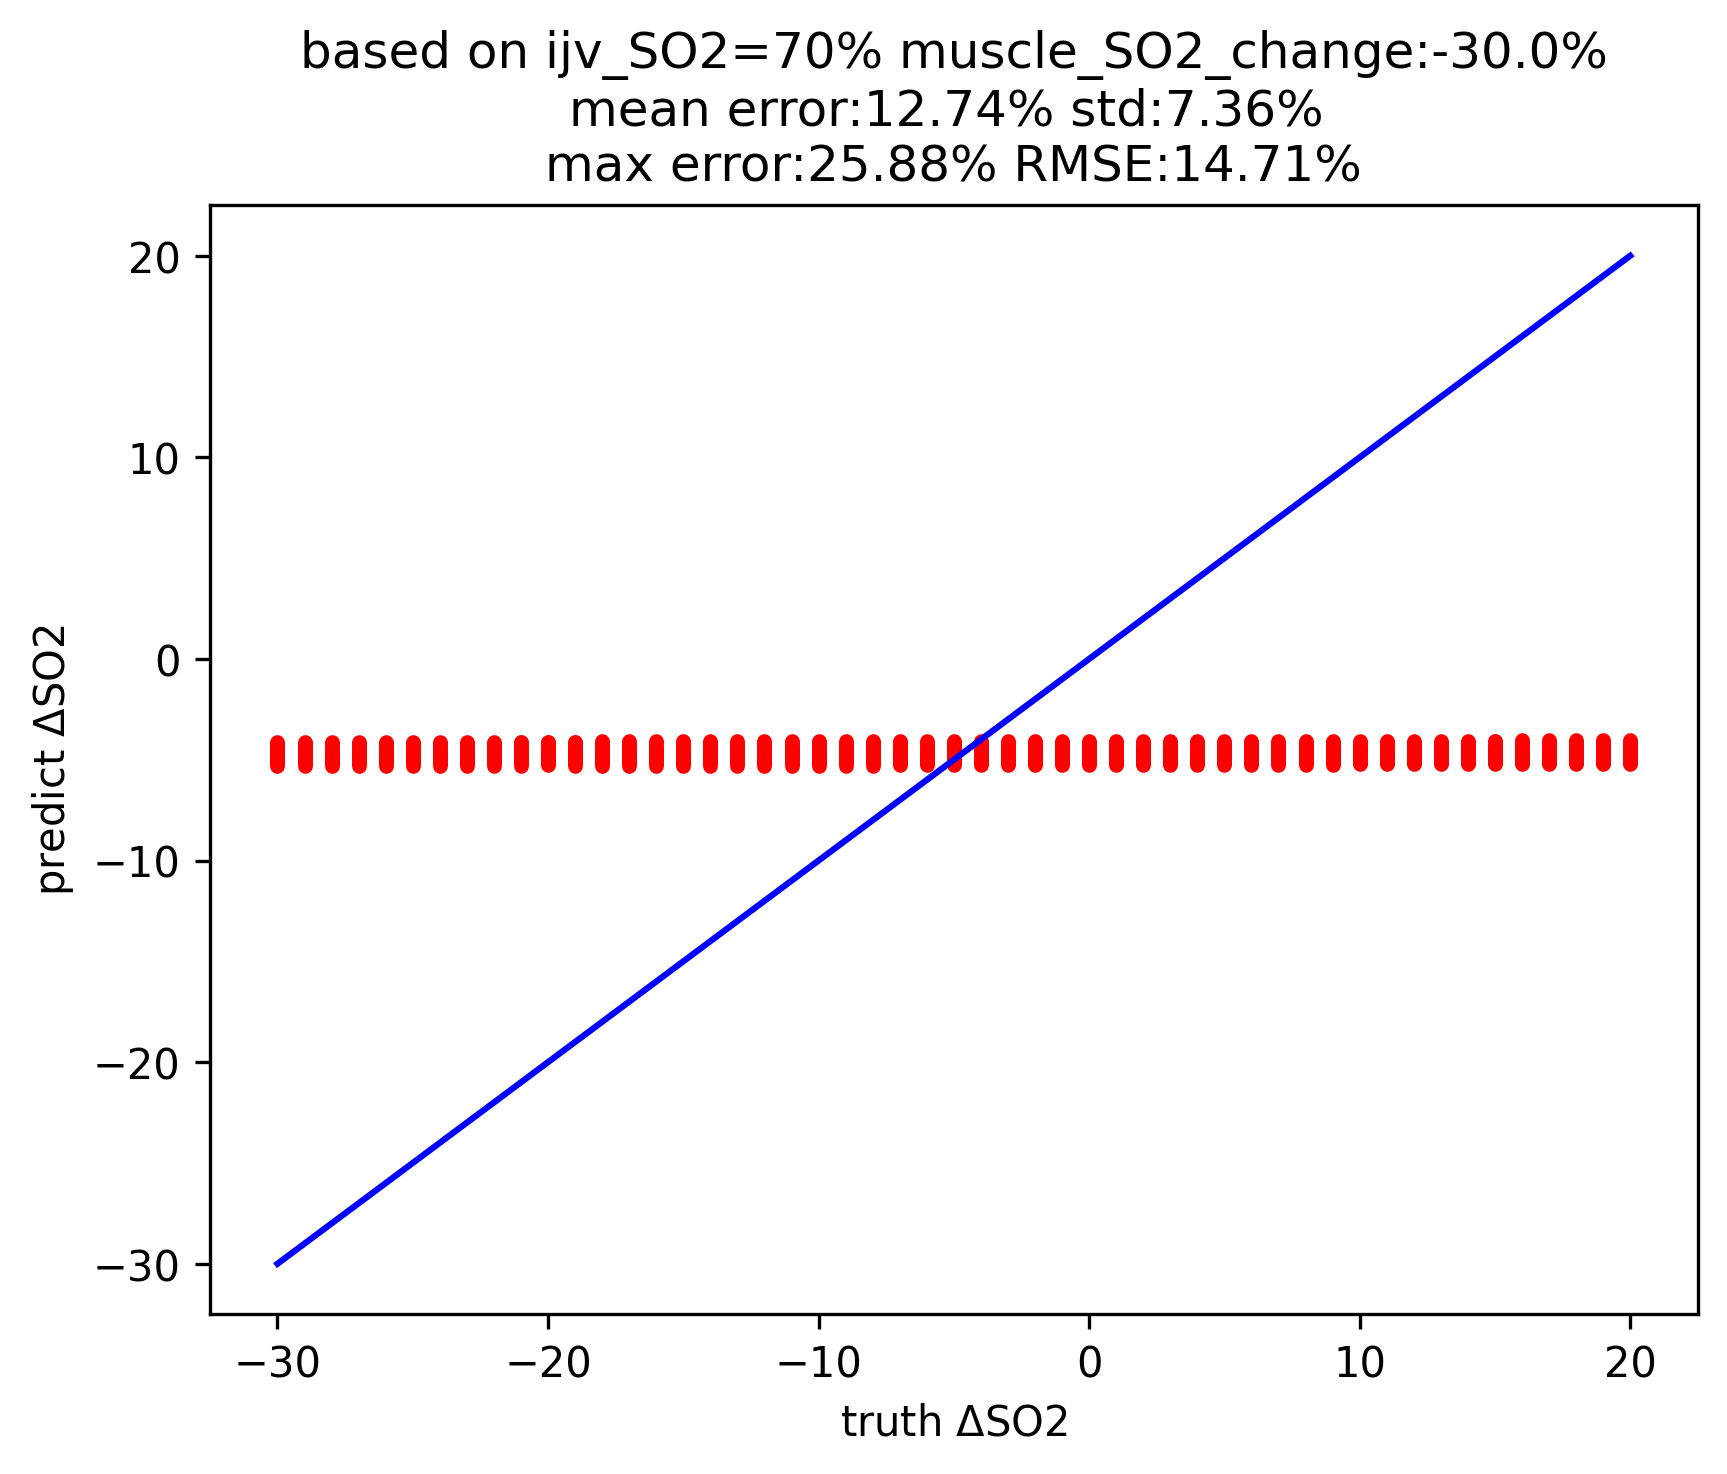 based on ijv_SO2=70% muscle_SO2_change:-30.0%
mean error:12.74% std:7.36%
max error:25.88% RMSE:14.71%
20
10
0
−10
−20
−30
predict ΔSO2
−30 −20 −10 0 10 20
truth ΔSO2